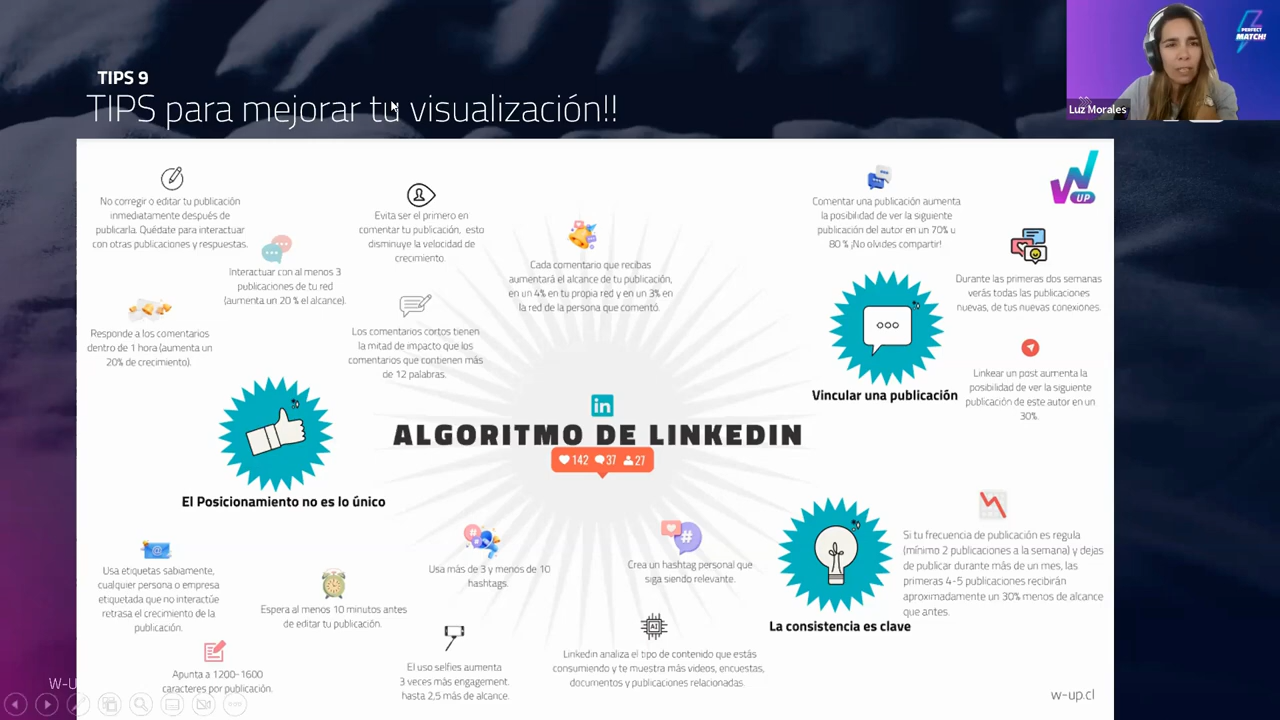 TIPS 9
TIPS para mejorar tu visualización!!
PERFECT
MATCH!
Luz Morales
No corregir o editar tu publicación
inmediatamente después de
publicarla. Quédate para interactuar
con otras publicaciones y respuestas.
Interactuar con al menos 3
publicaciones de tu red
(aumenta un 20 % el alcance).
Responde a los comentarios
dentro de 1 hora (aumenta un
20% de crecimiento).
Evita ser el primero en
comentar tu publicación, esto
disminuye la velocidad de
crecimiento.
Los comentarios cortos tienen
la mitad de impacto que los
comentarios que contienen más
de 12 palabras.
El Posicionamiento no es lo único
Cada comentario que recibas
aumentará el alcance de tu publicación,
en un 4% en tu propia red y en un 3% en
la red de la persona que comentó.
Comentar una publicación aumenta
la posibilidad de ver la siguiente
publicación del autor en un 70% u
80 % ¡No olvides compartir!
W
UP
Durante las primeras dos semanas
verás todas las publicaciones
nuevas, de tus nuevas conexiones.
Linkear un post aumenta la
posibilidad de ver la siguiente
publicación de este autor en un
30%.
Vincular una publicación
in
ALGORITMO DE LINKEDIN
142 37 27
Usa etiquetas sabiamente,
cualquier persona o empresa
etiquetada que no interactúe
retrasa el crecimiento de la
publicación.
Espera al menos 10 minutos antes
de editar tu publicación.
Apunta a 1200-1600
caracteres por publicación.
Usa más de 3 y menos de 10
hashtags.
El uso selfies aumenta
3 veces más engagement.
hasta 2,5 más de alcance.
Crea un hashtag personal que
siga siendo relevante.
AI
Linkedin analiza el tipo de contenido que estás
consumiendo y te muestra más videos, encuestas,
documentos y publicaciones relacionadas.
La consistencia es clave
Si tu frecuencia de publicación es regula
(mínimo 2 publicaciones a la semana) y dejas
de publicar durante más de un mes, las
primeras 4-5 publicaciones recibirán
aproximadamente un 30% menos de alcance
que antes.
W-U
w-up.cl